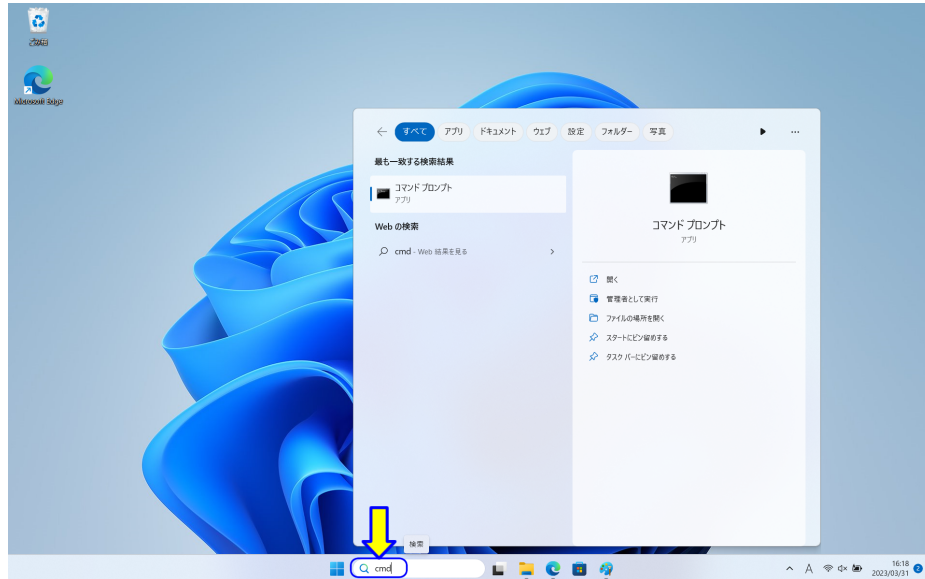 ごみ箱
Microsoft Edge
すべて アプリ ドキュメント ウェブ 設定 フォルダー 写真
最も一致する検索結果
コマンド プロンプト
アプリ
Web の検索
cmd - Web 結果を見る
コマンド プロンプト
アプリ
開く
管理者として実行
ファイルの場所を開く
スタートにピン留めする
タスク バーにピン留めする
検索
cmd
A
16:18
2023/03/31
2